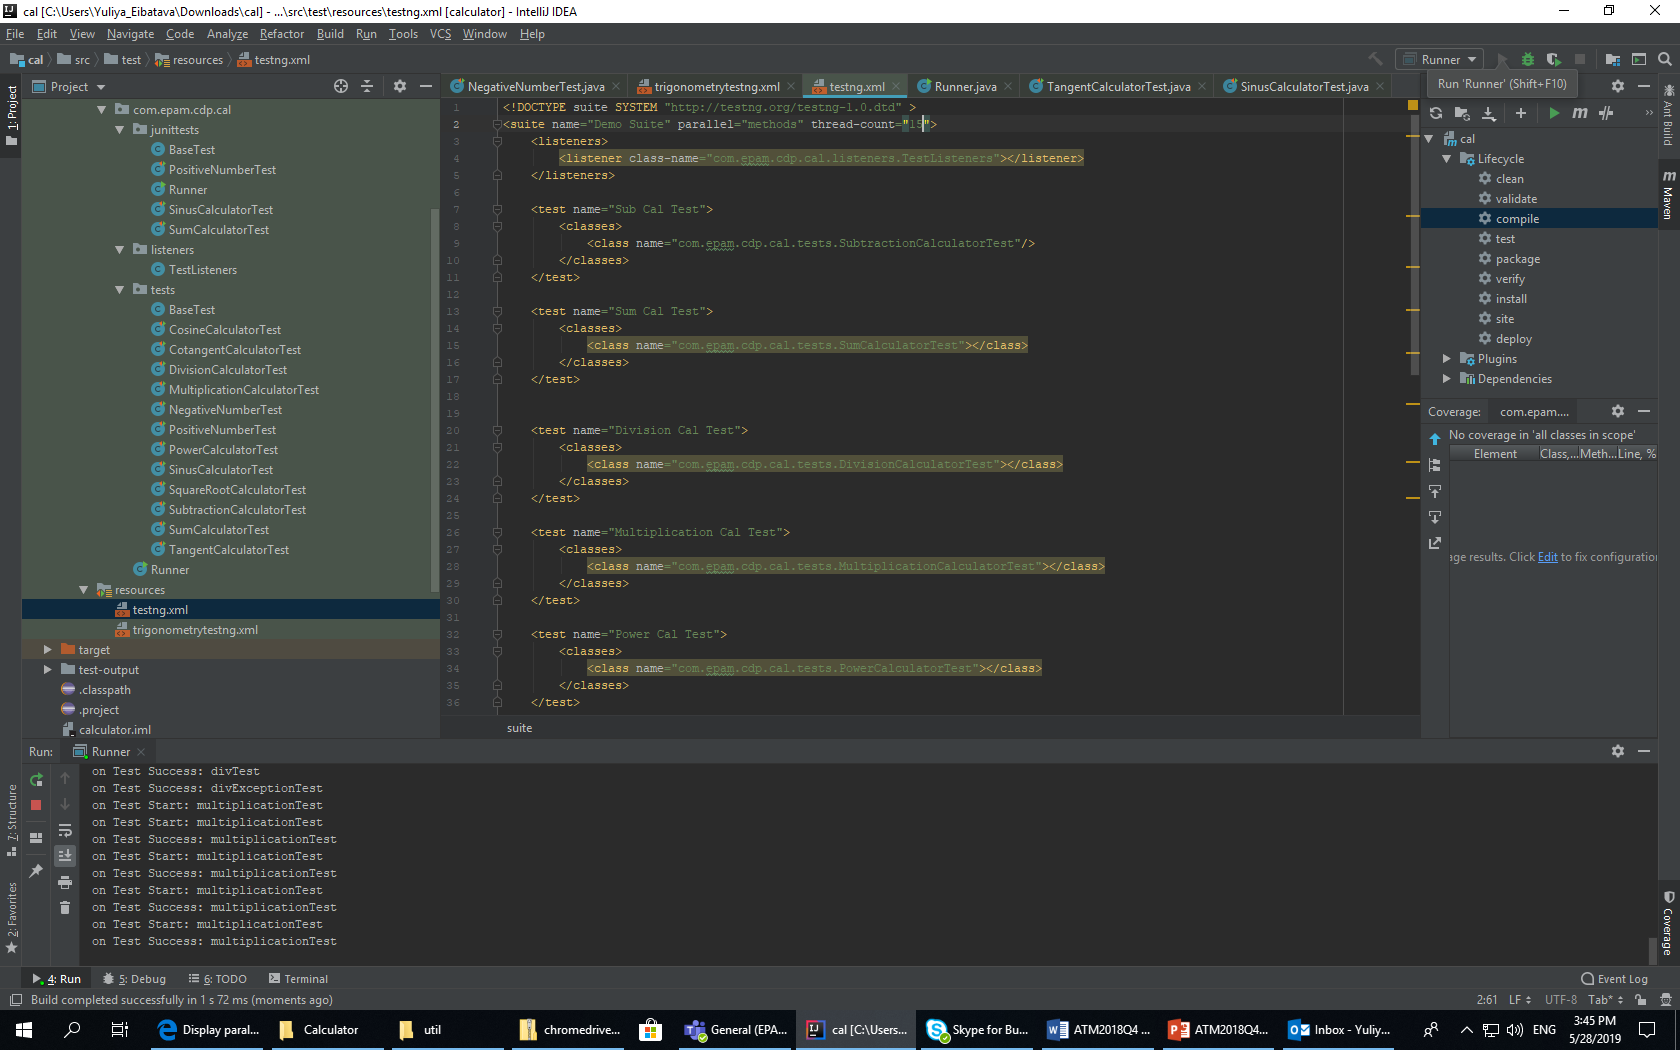 cal [C:\Users\Yuliya_Eibatava\Downloads\cal] - ...\src\test\resources\testng.xml [calculator] - IntelliJ IDEA
File Edit View Navigate Code Analyze Refactor Build Run Tools VCS Window Help
cal src test resources testng.xml
Runner
Run 'Runner' (Shift+F10)
Project
NegativeNumberTest.java trigonometrytestng.xml testng.xml Runner.java TangentCalculatorTest.java SinusCalculatorTest.java
1: Project
com.epam.cdp.cal
junittests
BaseTest
PositiveNumberTest
Runner
SinusCalculatorTest
SumCalculatorTest
listeners
TestListeners
tests
BaseTest
CosineCalculatorTest
CotangentCalculatorTest
DivisionCalculatorTest
MultiplicationCalculatorTest
NegativeNumberTest
PositiveNumberTest
PowerCalculatorTest
SinusCalculatorTest
SquareRootCalculatorTest
SubtractionCalculatorTest
SumCalculatorTest
TangentCalculatorTest
Runner
resources
testng.xml
trigonometrytestng.xml
target
test-output
.classpath
.project
calculator.iml
1 <!DOCTYPE suite SYSTEM "http://testng.org/testng-1.0.dtd" >
2 <suite name="Demo Suite" parallel="methods" thread-count="15">
3 <listeners>
4 <listener class-name="com.epam.cdp.cal.listeners.TestListeners"></listener>
5 </listeners>
6
7 <test name="Sub Cal Test">
8 <classes>
9 <class name="com.epam.cdp.cal.tests.SubtractionCalculatorTest"/>
10 </classes>
11 </test>
12
13 <test name="Sum Cal Test">
14 <classes>
15 <class name="com.epam.cdp.cal.tests.SumCalculatorTest"></class>
16 </classes>
17 </test>
18
19
20 <test name="Division Cal Test">
21 <classes>
22 <class name="com.epam.cdp.cal.tests.DivisionCalculatorTest"></class>
23 </classes>
24 </test>
25
26 <test name="Multiplication Cal Test">
27 <classes>
28 <class name="com.epam.cdp.cal.tests.MultiplicationCalculatorTest"></class>
29 </classes>
30 </test>
31
32 <test name="Power Cal Test">
33 <classes>
34 <class name="com.epam.cdp.cal.tests.PowerCalculatorTest"></class>
35 </classes>
36 </test>
suite
cal
Lifecycle
clean
validate
compile
test
package
verify
install
site
deploy
Plugins
Dependencies
Coverage: com.epam....
No coverage in 'all classes in scope'
Element Class,... Meth... Line, %
age results. Click Edit to fix configuration
Ant Build
Maven
Coverage
Run: Runner
on Test Success: divTest
on Test Success: divExceptionTest
on Test Start: multiplicationTest
on Test Start: multiplicationTest
on Test Success: multiplicationTest
on Test Start: multiplicationTest
on Test Success: multiplicationTest
on Test Start: multiplicationTest
on Test Success: multiplicationTest
on Test Start: multiplicationTest
on Test Success: multiplicationTest
7: Structure
2: Favorites
4: Run 5: Debug 6: TODO Terminal Event Log
Build completed successfully in 1 s 72 ms (moments ago) 2:61 LF UTF-8 Tab*
Display paral... Calculator util chromedrive... General (EPA... cal [C:\Users... Skype for Bu... ATM2018Q4 ... ATM2018Q4... Inbox - Yuliy... ENG 3:45 PM
5/28/2019